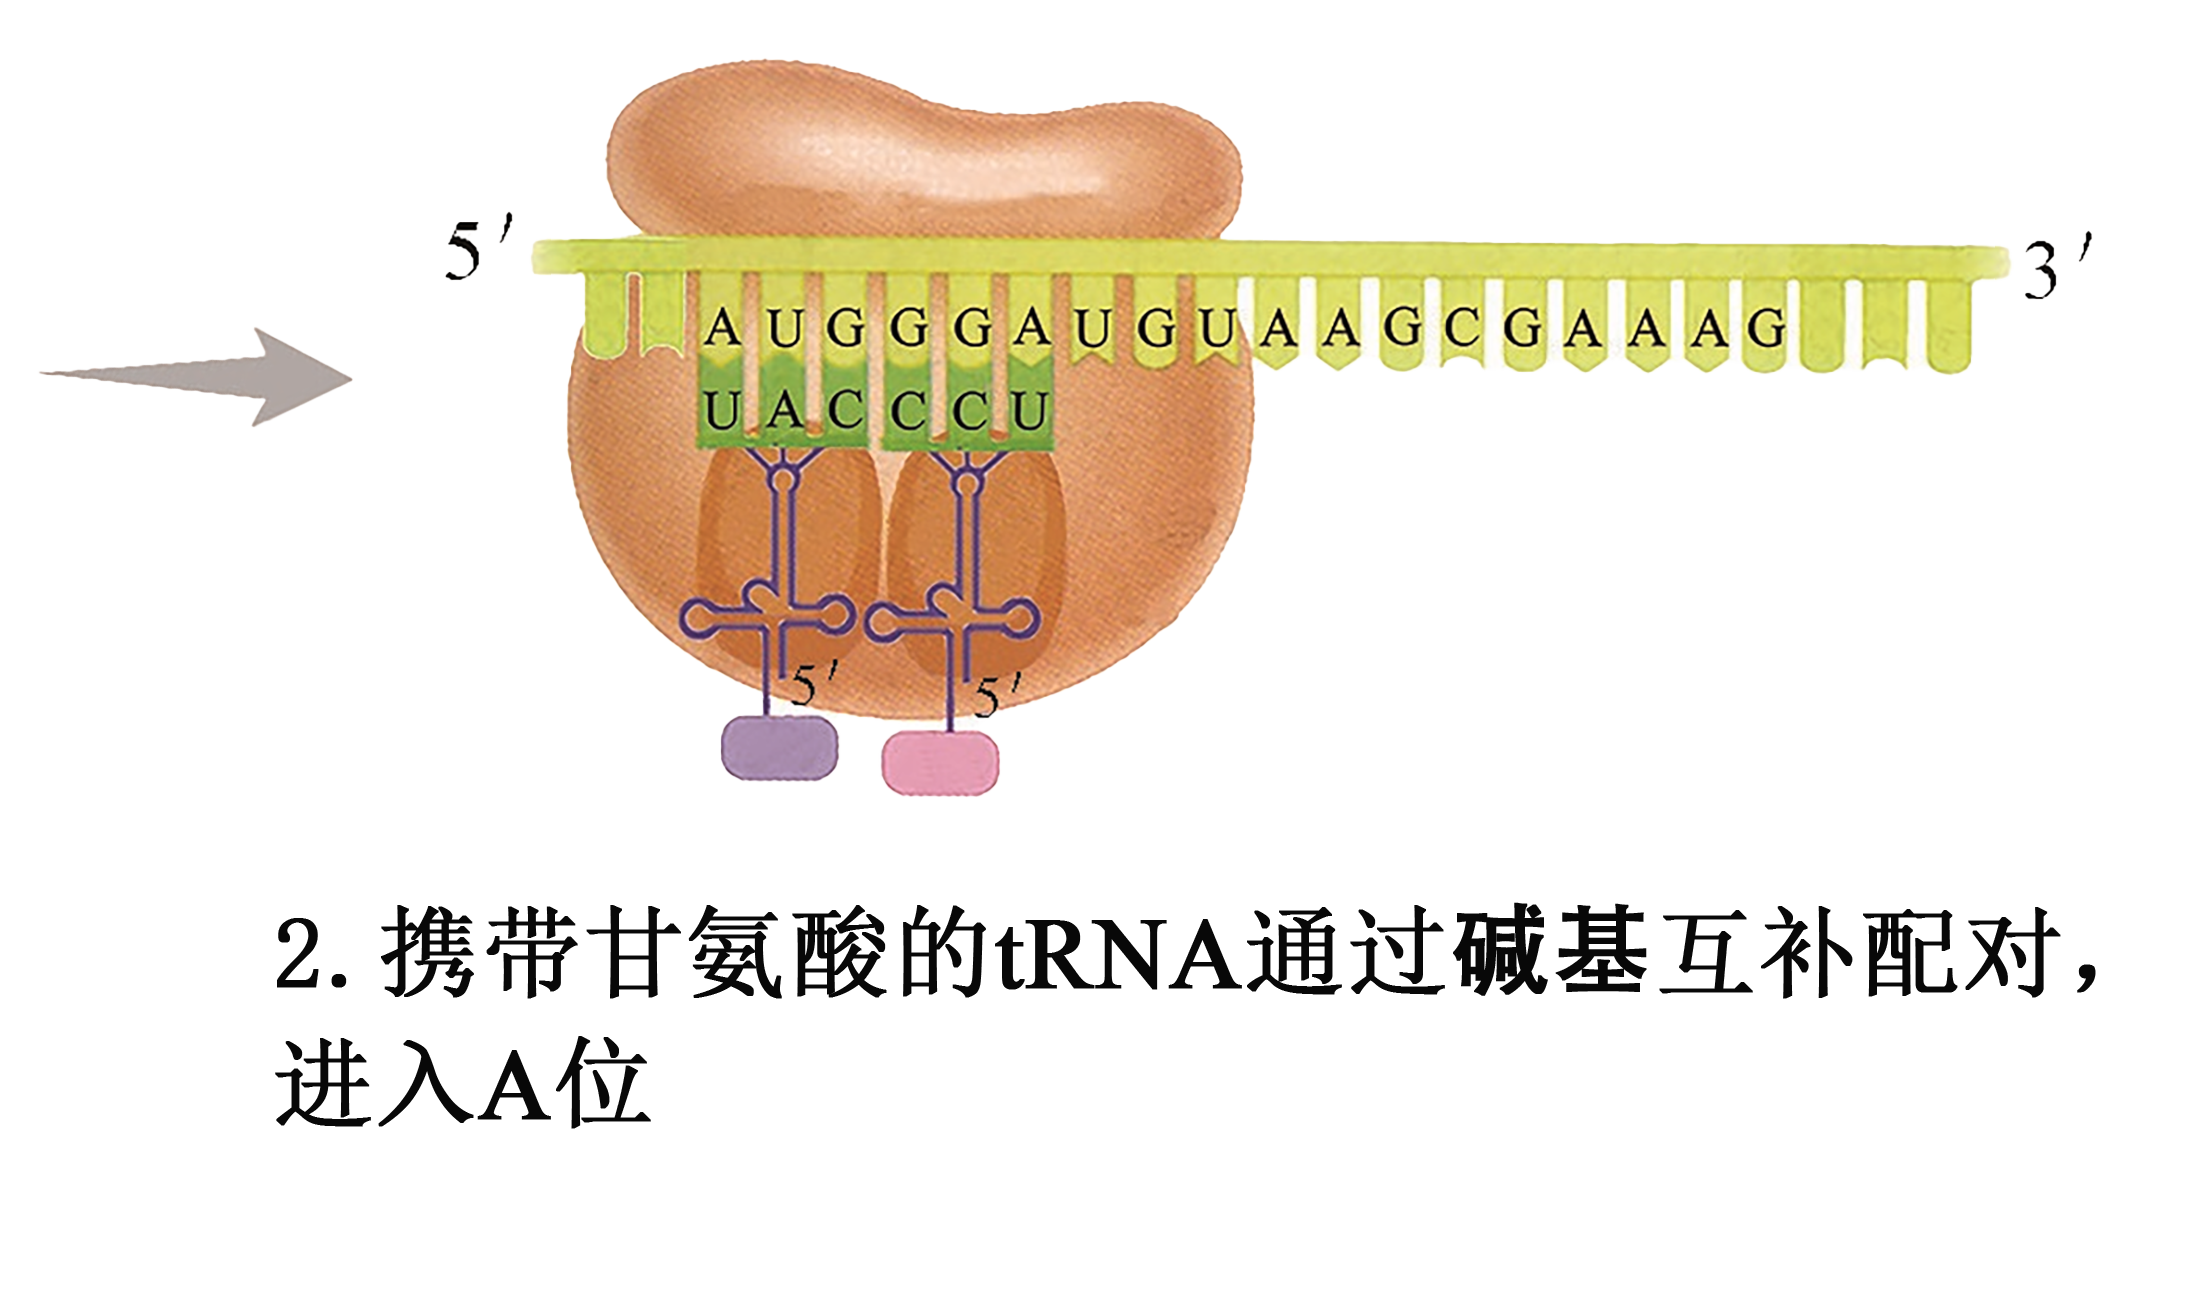 5′ 3′
A U G G G A U G U A A G C G A A A G
U A C C C U
5′ 5′
2. 携带甘氨酸的tRNA通过碱基互补配对，
进入A位